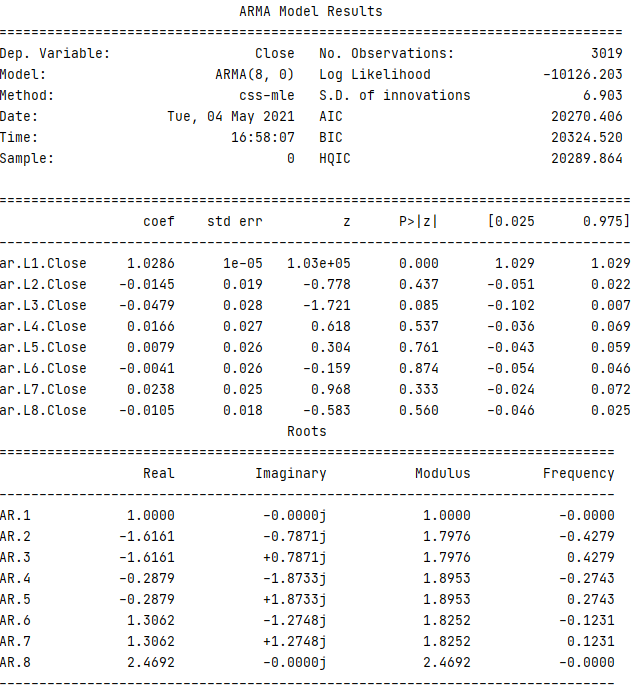 ARMA Model Results
==============================================================================
Dep. Variable:                  Close   No. Observations:                 3019
Model:                     ARMA(8, 0)   Log Likelihood              -10126.203
Method:                       css-mle   S.D. of innovations              6.903
Date:                Tue, 04 May 2021   AIC                          20270.406
Time:                        16:58:07   BIC                          20324.520
Sample:                             0   HQIC                         20289.864

===============================================================================
                  coef    std err          z      P>|z|      [0.025      0.975]
-------------------------------------------------------------------------------
ar.L1.Close     1.0286      1e-05   1.03e+05      0.000       1.029       1.029
ar.L2.Close    -0.0145      0.019     -0.778      0.437      -0.051       0.022
ar.L3.Close    -0.0479      0.028     -1.721      0.085      -0.102       0.007
ar.L4.Close     0.0166      0.027      0.618      0.537      -0.036       0.069
ar.L5.Close     0.0079      0.026      0.304      0.761      -0.043       0.059
ar.L6.Close    -0.0041      0.026     -0.159      0.874      -0.054       0.046
ar.L7.Close     0.0238      0.025      0.968      0.333      -0.024       0.072
ar.L8.Close    -0.0105      0.018     -0.583      0.560      -0.046       0.025
                                    Roots
=============================================================================
                  Real          Imaginary           Modulus         Frequency
-----------------------------------------------------------------------------
AR.1            1.0000           -0.0000j            1.0000           -0.0000
AR.2           -1.6161           -0.7871j            1.7976           -0.4279
AR.3           -1.6161           +0.7871j            1.7976            0.4279
AR.4           -0.2879           -1.8733j            1.8953           -0.2743
AR.5           -0.2879           +1.8733j            1.8953            0.2743
AR.6            1.3062           -1.2748j            1.8252           -0.1231
AR.7            1.3062           +1.2748j            1.8252            0.1231
AR.8            2.4692           -0.0000j            2.4692           -0.0000
-----------------------------------------------------------------------------